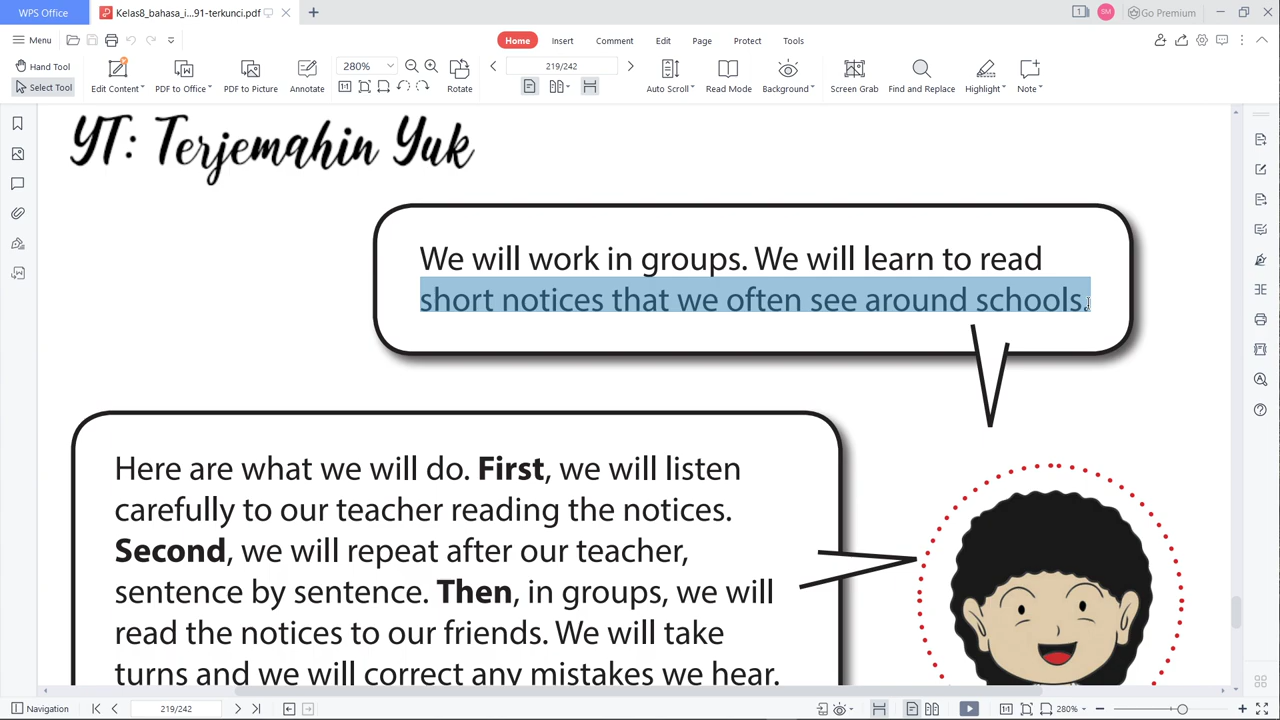 WPS Office
Kelas8_bahasa_i...91-terkunci.pdf
SM
Go Premium
Menu
Home Insert Comment Edit Page Protect Tools
Hand Tool
Select Tool
Edit Content
PDF to Office
PDF to Picture
Annotate
280%
Rotate
219/242
Auto Scroll
Read Mode
Background
Screen Grab
Find and Replace
Highlight
Note
YT: Terjemahin Yuk
We will work in groups. We will learn to read
short notices that we often see around schools.
Here are what we will do. First, we will listen
carefully to our teacher reading the notices.
Second, we will repeat after our teacher,
sentence by sentence. Then, in groups, we will
read the notices to our friends. We will take
turns and we will correct any mistakes we hear.
Navigation
219/242
280%